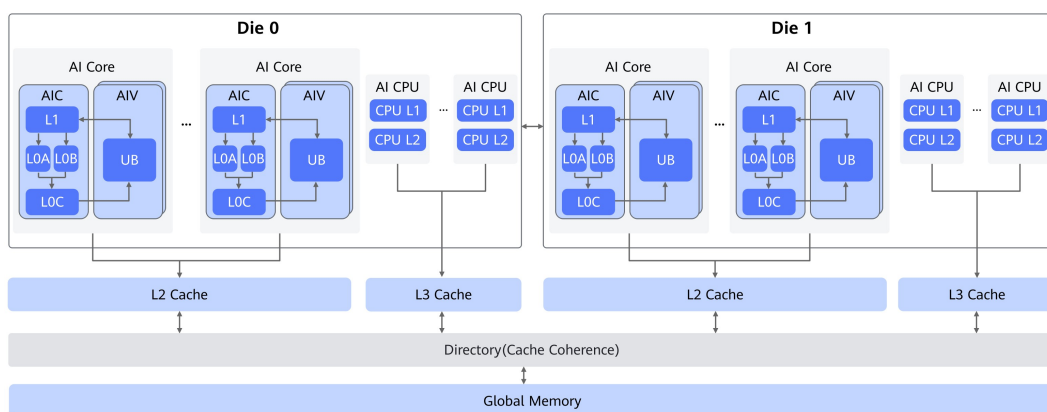 Die 0
Die 1
AI Core
AI Core
AI CPU
AI CPU
AI Core
AI Core
AI CPU
AI CPU
AIC
AIV
...
AIC
AIV
CPU L1
...
CPU L1
AIC
AIV
...
AIC
AIV
CPU L1
...
CPU L1
L1
L1
CPU L2
CPU L2
L1
L1
CPU L2
CPU L2
L0A
L0B
UB
L0A
L0B
UB
L0A
L0B
UB
L0A
L0B
UB
L0C
L0C
L0C
L0C
L2 Cache
L3 Cache
L2 Cache
L3 Cache
Directory(Cache Coherence)
Global Memory